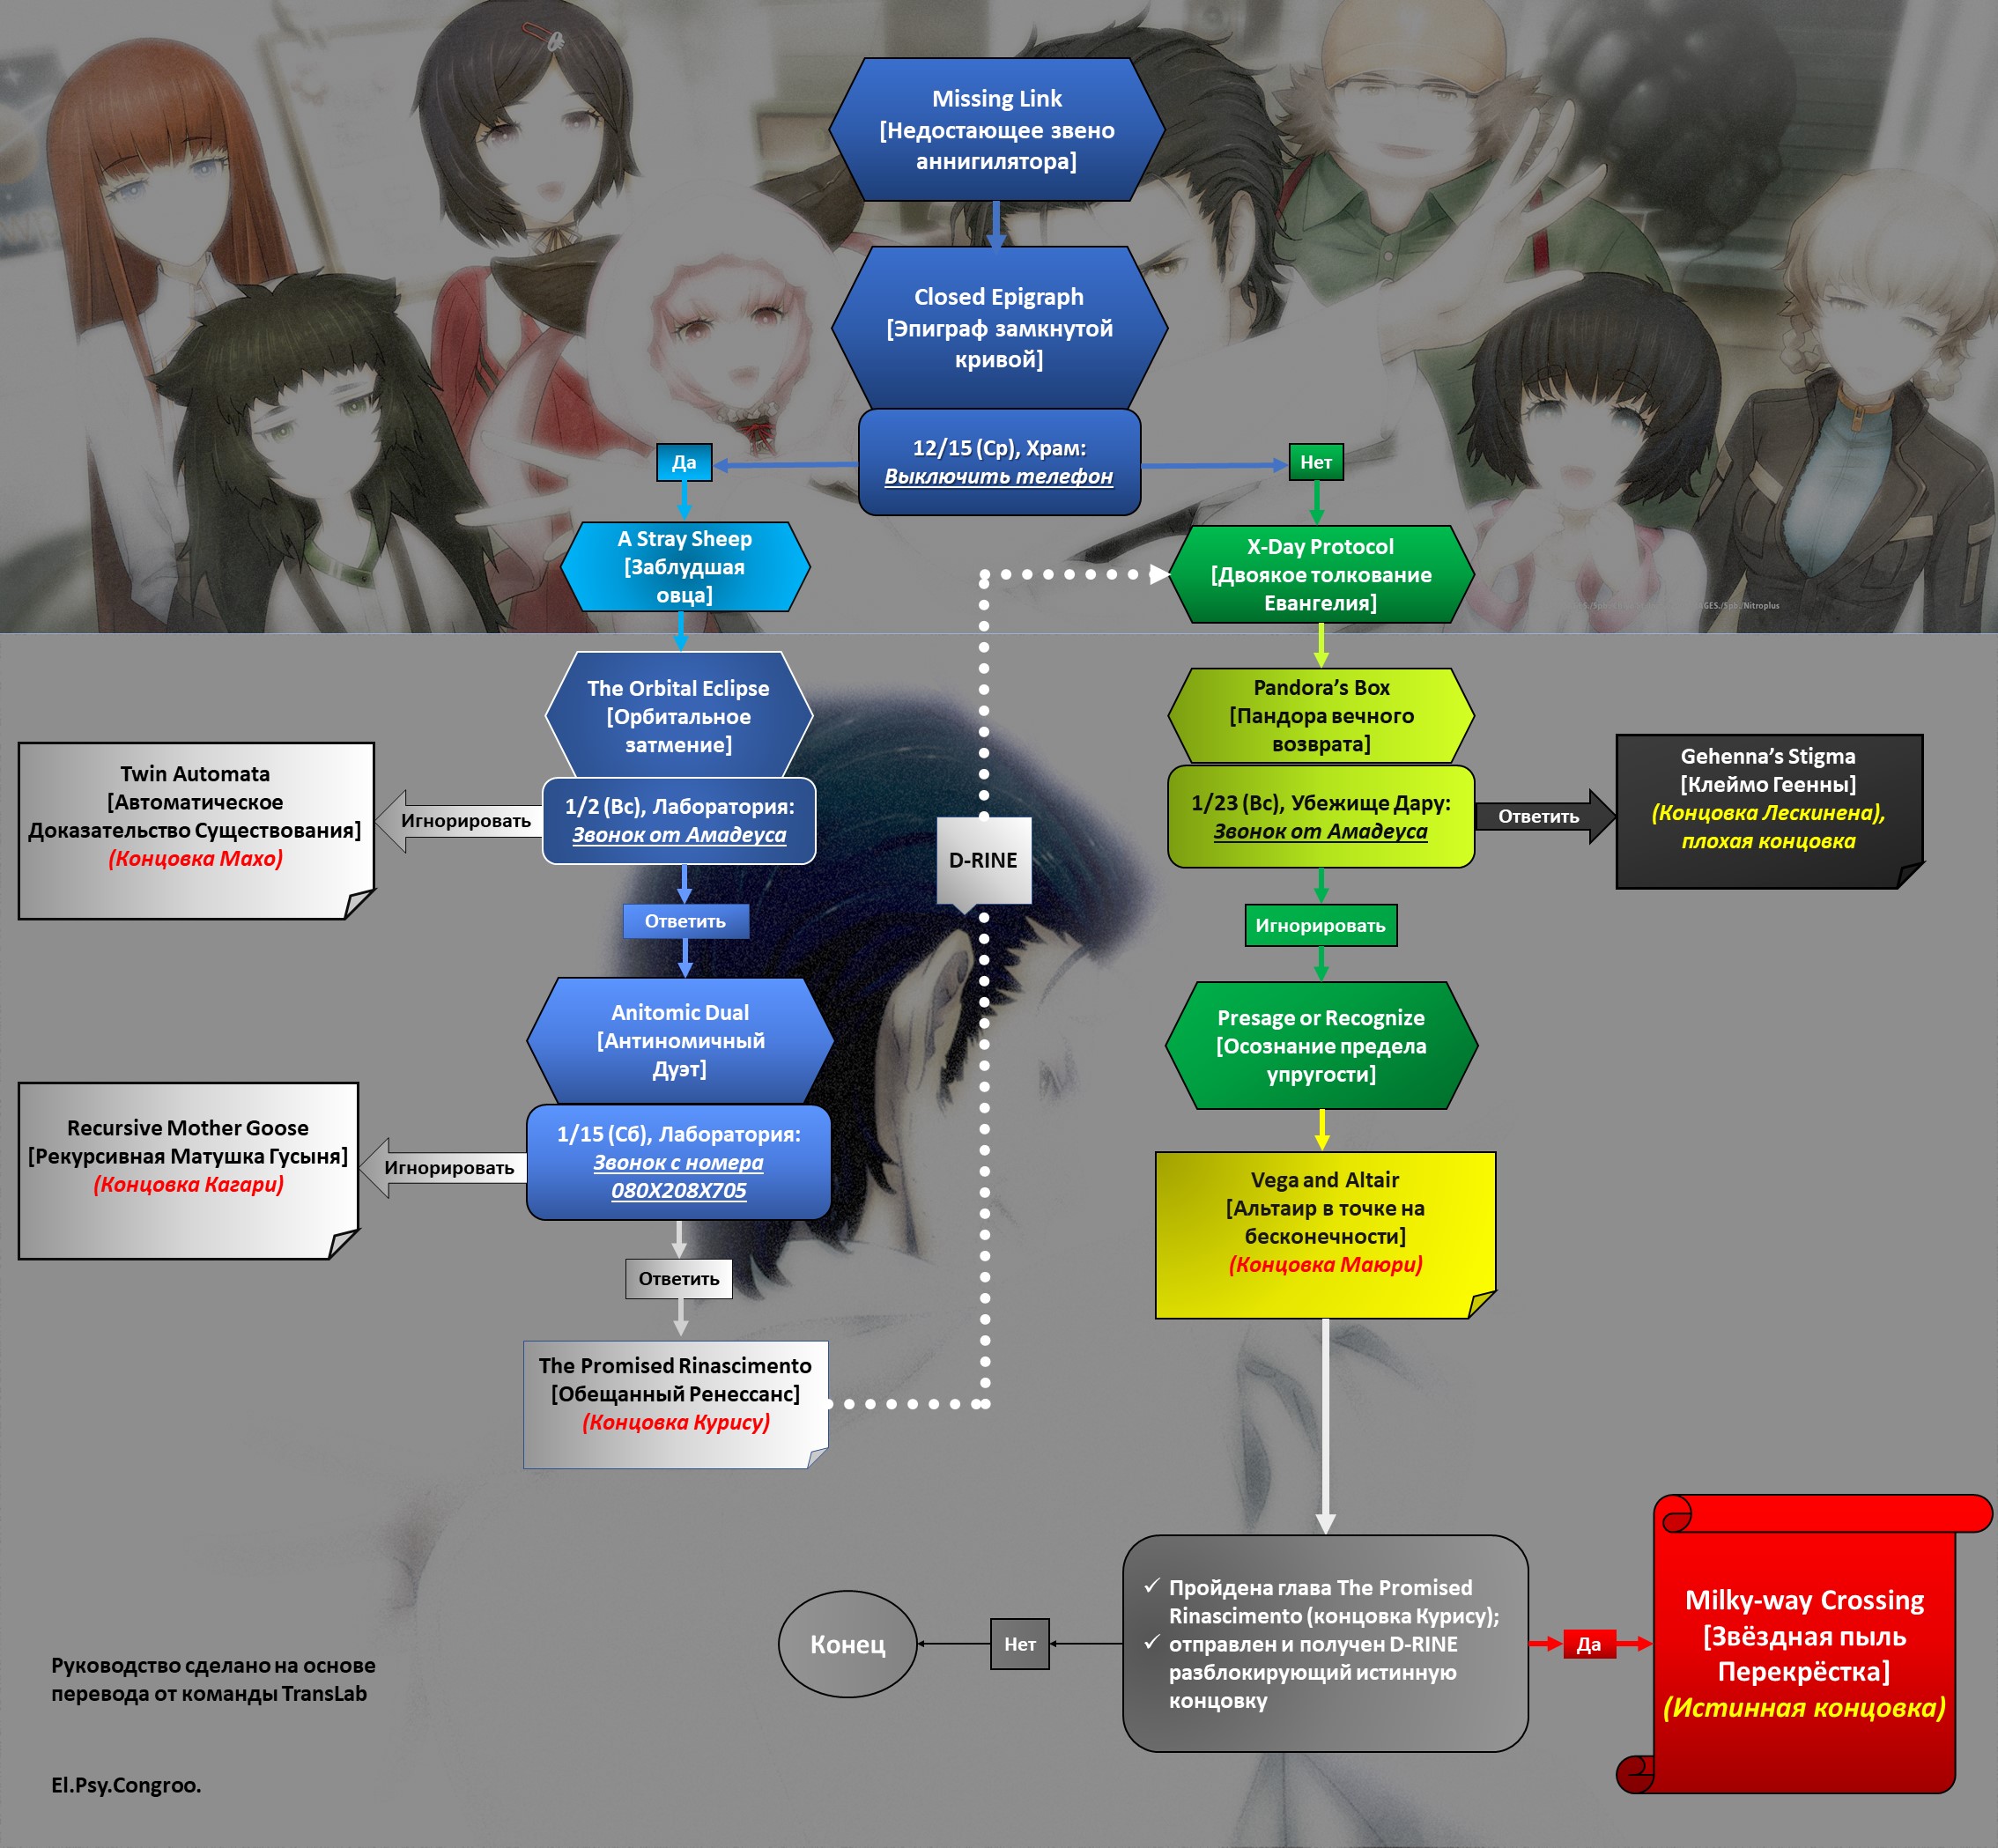 Missing Link
[Недостающее звено
аннигилятора]
Closed Epigraph
[Эпиграф замкнутой
кривой]
12/15 (Ср), Храм:
Выключить телефон
Да
Нет
A Stray Sheep
[Заблудшая
овца]
X-Day Protocol
[Двоякое толкование
Евангелия]
The Orbital Eclipse
[Орбитальное
затмение]
1/2 (Вс), Лаборатория:
Звонок от Амадеуса
Игнорировать
Twin Automata
[Автоматическое
Доказательство Существования]
(Концовка Махо)
Ответить
Pandora’s Box
[Пандора вечного
возврата]
1/23 (Вс), Убежище Дару:
Звонок от Амадеуса
Ответить
Gehenna’s Stigma
[Клеймо Геенны]
(Концовка Лескинена),
плохая концовка
D-RINE
Игнорировать
Anitomic Dual
[Антиномичный
Дуэт]
1/15 (Сб), Лаборатория:
Звонок с номера
080X208X705
Игнорировать
Recursive Mother Goose
[Рекурсивная Матушка Гусыня]
(Концовка Кагари)
Ответить
The Promised Rinascimento
[Обещанный Ренессанс]
(Концовка Курису)
Presage or Recognize
[Осознание предела
упругости]
Vega and Altair
[Альтаир в точке на
бесконечности]
(Концовка Маюри)
✓ Пройдена глава The Promised
Rinascimento (концовка Курису);
✓ отправлен и получен D-RINE
разблокирующий истинную
концовку
Нет
Конец
Да
Milky-way Crossing
[Звёздная пыль
Перекрёстка]
(Истинная концовка)
Руководство сделано на основе
перевода от команды TransLab
El.Psy.Congroo.